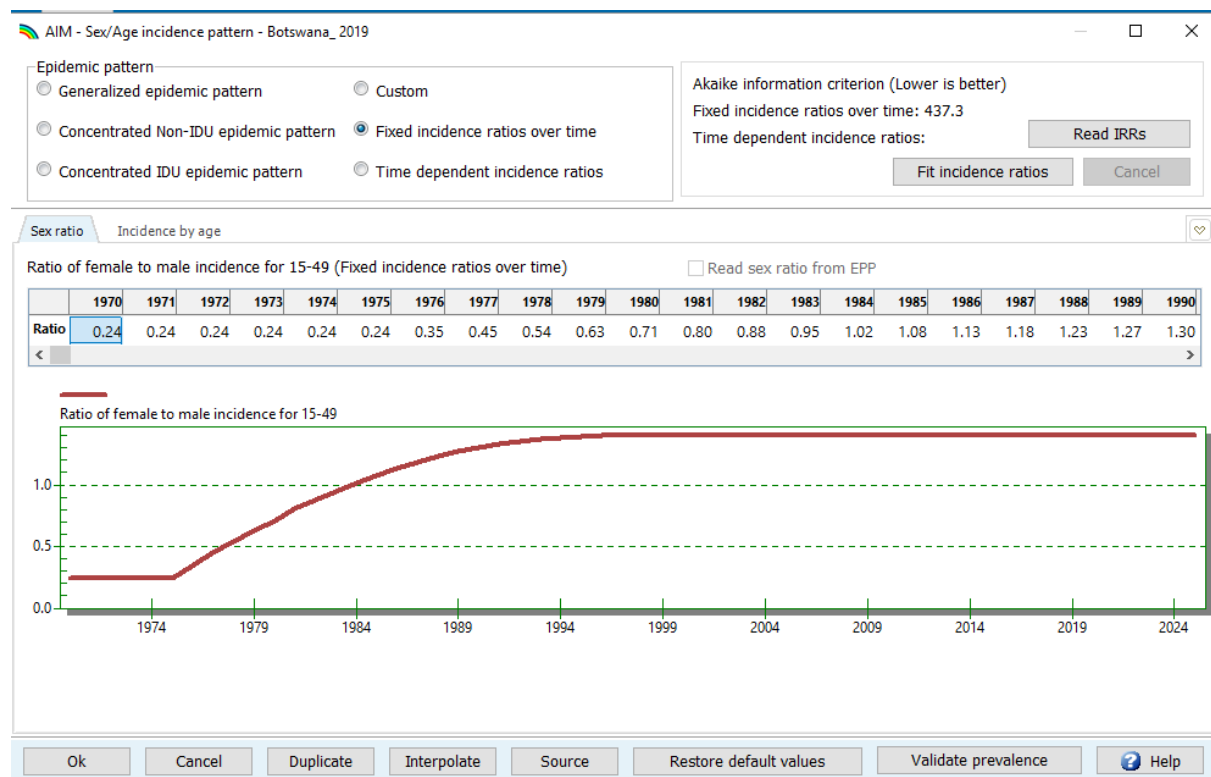 AIM - Sex/Age incidence pattern - Botswana_ 2019
Epidemic pattern
Generalized epidemic pattern
Custom
Concentrated Non-IDU epidemic pattern
Fixed incidence ratios over time
Concentrated IDU epidemic pattern
Time dependent incidence ratios
Akaike information criterion (Lower is better)
Fixed incidence ratios over time: 437.3
Time dependent incidence ratios:
Read IRRs
Fit incidence ratios
Cancel
Sex ratio Incidence by age
Ratio of female to male incidence for 15-49 (Fixed incidence ratios over time)
Read sex ratio from EPP
1970 1971 1972 1973 1974 1975 1976 1977 1978 1979 1980 1981 1982 1983 1984 1985 1986 1987 1988 1989 1990
Ratio 0.24 0.24 0.24 0.24 0.24 0.24 0.35 0.45 0.54 0.63 0.71 0.80 0.88 0.95 1.02 1.08 1.13 1.18 1.23 1.27 1.30
Ratio of female to male incidence for 15-49
1.0
0.5
0.0
1974 1979 1984 1989 1994 1999 2004 2009 2014 2019 2024
Ok Cancel Duplicate Interpolate Source Restore default values Validate prevalence ? Help